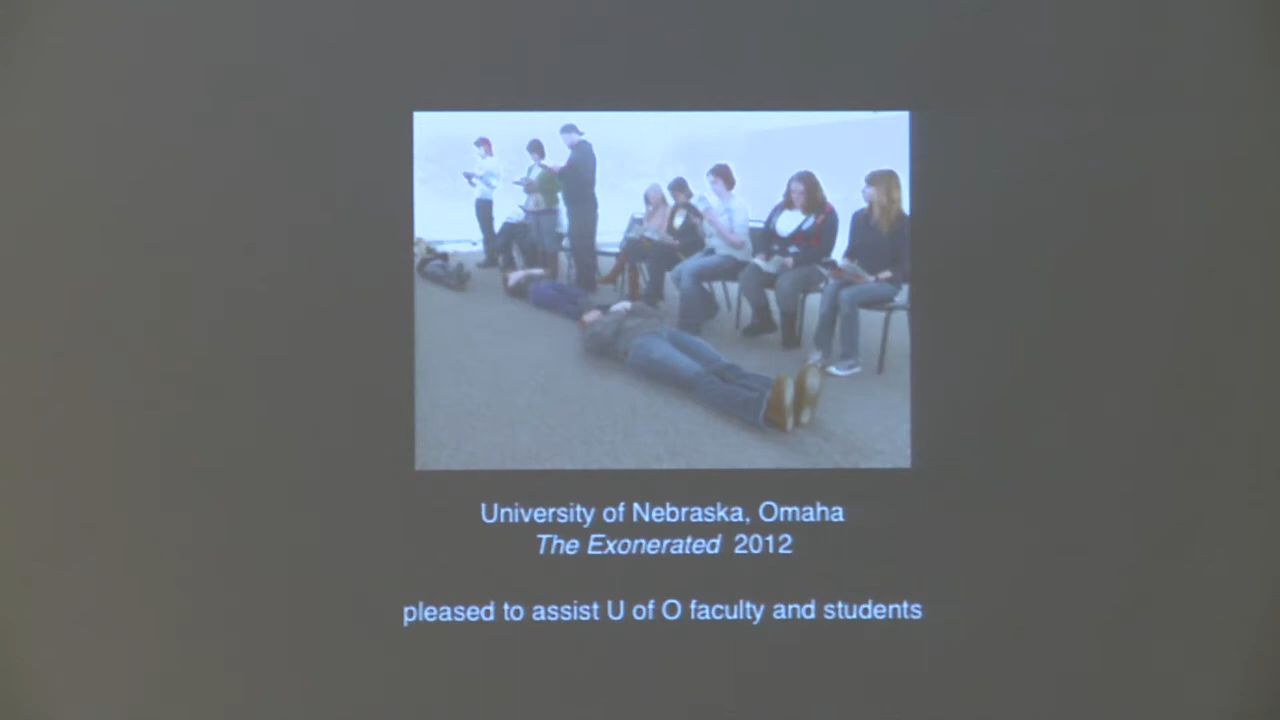 University of Nebraska, Omaha
The Exonerated 2012
pleased to assist U of O faculty and students